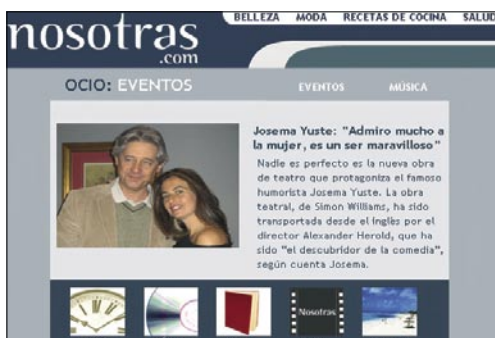 BELLEZA MODA RECETAS DE COCINA SALUD
nosotras
.com
OCIO: EVENTOS
EVENTOS MÚSICA
Josema Yuste: "Admiro mucho a
la mujer, es un ser maravilloso"
Nadie es perfecto es la nueva obra
de teatro que protagoniza el famoso
humorista Josema Yuste. La obra
teatral, de Simon Williams, ha sido
transportada desde el inglés por el
director Alexander Herold, que ha
sido "el descubridor de la comedia",
según cuenta Josema.
Nosotras